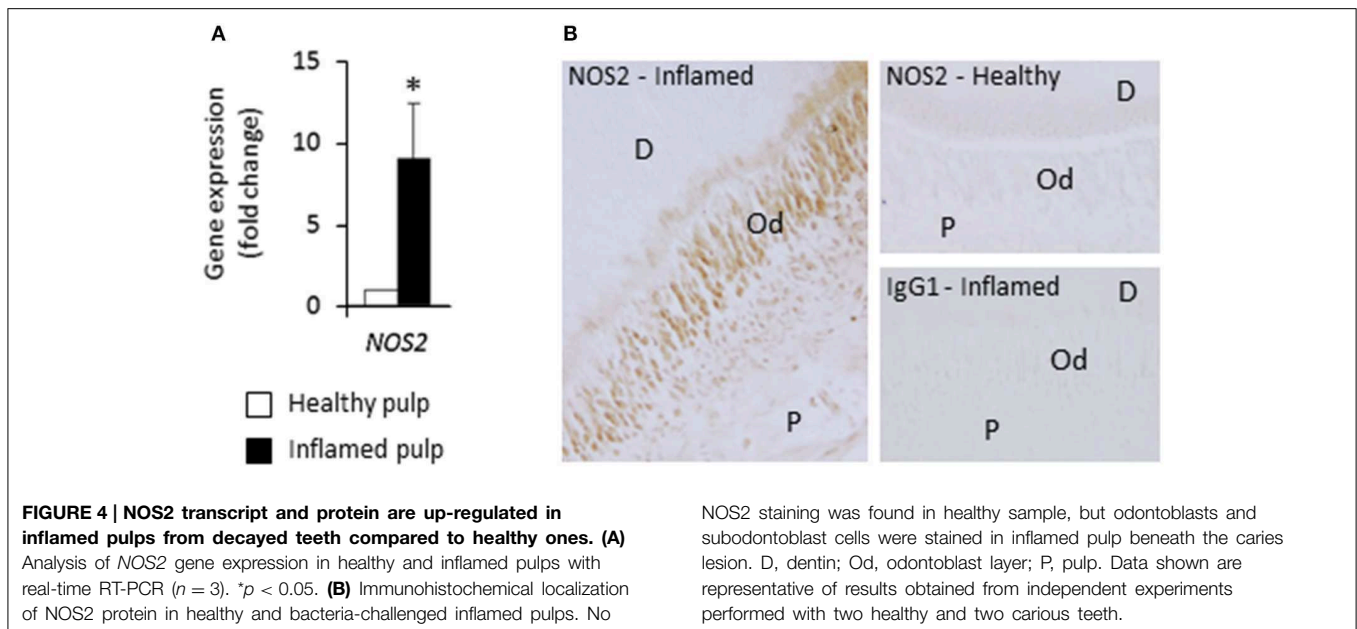 A
15
10
5
0
*
Gene expression
(fold change)
NOS2
Healthy pulp
Inflamed pulp
B
NOS2 - Inflamed
D
Od
P
NOS2 - Healthy
D
Od
P
IgG1 - Inflamed
D
Od
P
FIGURE 4 | NOS2 transcript and protein are up-regulated in
inflamed pulps from decayed teeth compared to healthy ones. (A)
Analysis of NOS2 gene expression in healthy and inflamed pulps with
real-time RT-PCR (n = 3). *p < 0.05. (B) Immunohistochemical localization
of NOS2 protein in healthy and bacteria-challenged inflamed pulps. No
NOS2 staining was found in healthy sample, but odontoblasts and
subodontoblast cells were stained in inflamed pulp beneath the caries
lesion. D, dentin; Od, odontoblast layer; P, pulp. Data shown are
representative of results obtained from independent experiments
performed with two healthy and two carious teeth.